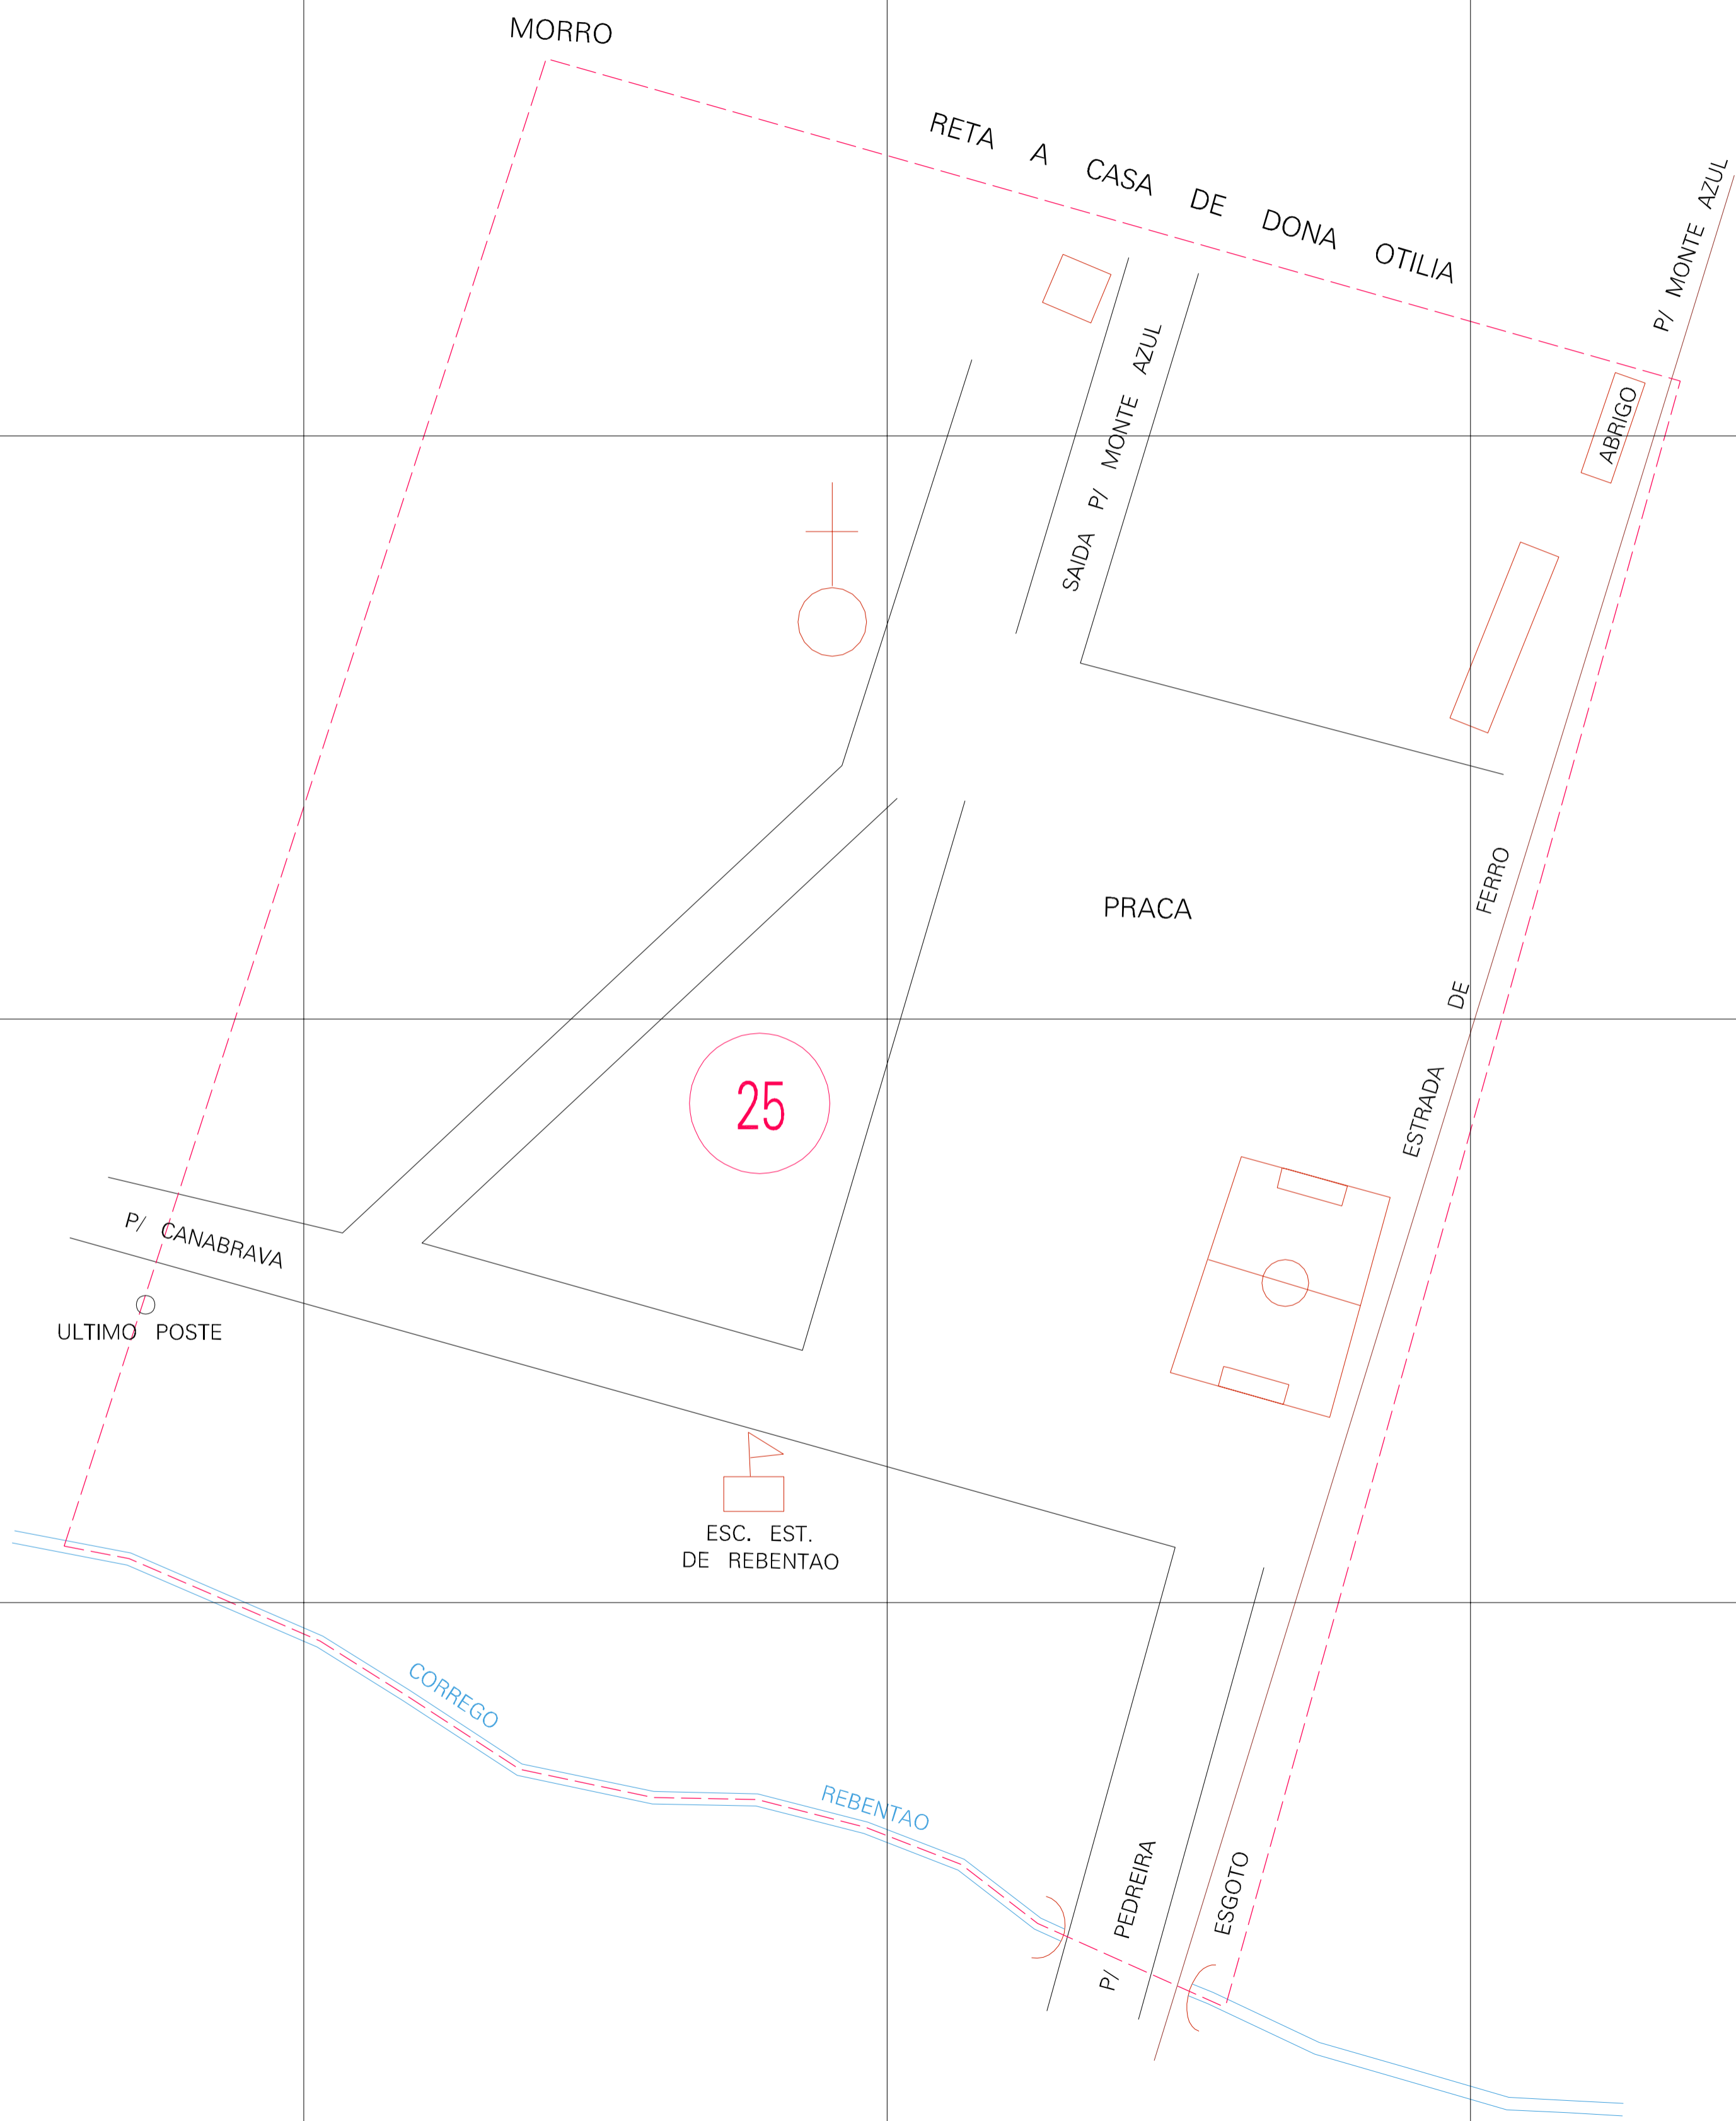 MORRO
RETA A CASA DE DONA OTILIA
P/ MONTE AZUL
SAIDA P/ MONTE AZUL
ABRIGO
PRACA
ESTRADA DE FERRO
25
P/ CANABRAVA
ULTIMO POSTE
ESC. EST.
DE REBENTAO
CORREGO REBENTAO
P/ PEDREIRA
ESGOTO